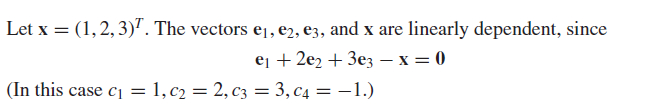 Let x = (1, 2, 3)ᵀ. The vectors e₁, e₂, e₃, and x are linearly dependent, since
e₁ + 2e₂ + 3e₃ − x = 0
(In this case c₁ = 1, c₂ = 2, c₃ = 3, c₄ = −1.)